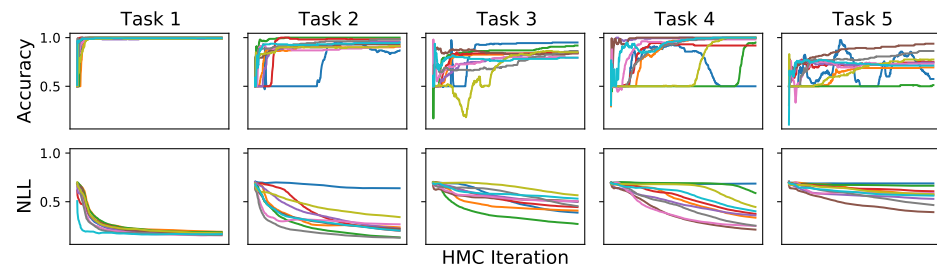 Task 1 Task 2 Task 3 Task 4 Task 5
Accuracy
1.0
0.5
NLL
1.0
0.5
HMC Iteration